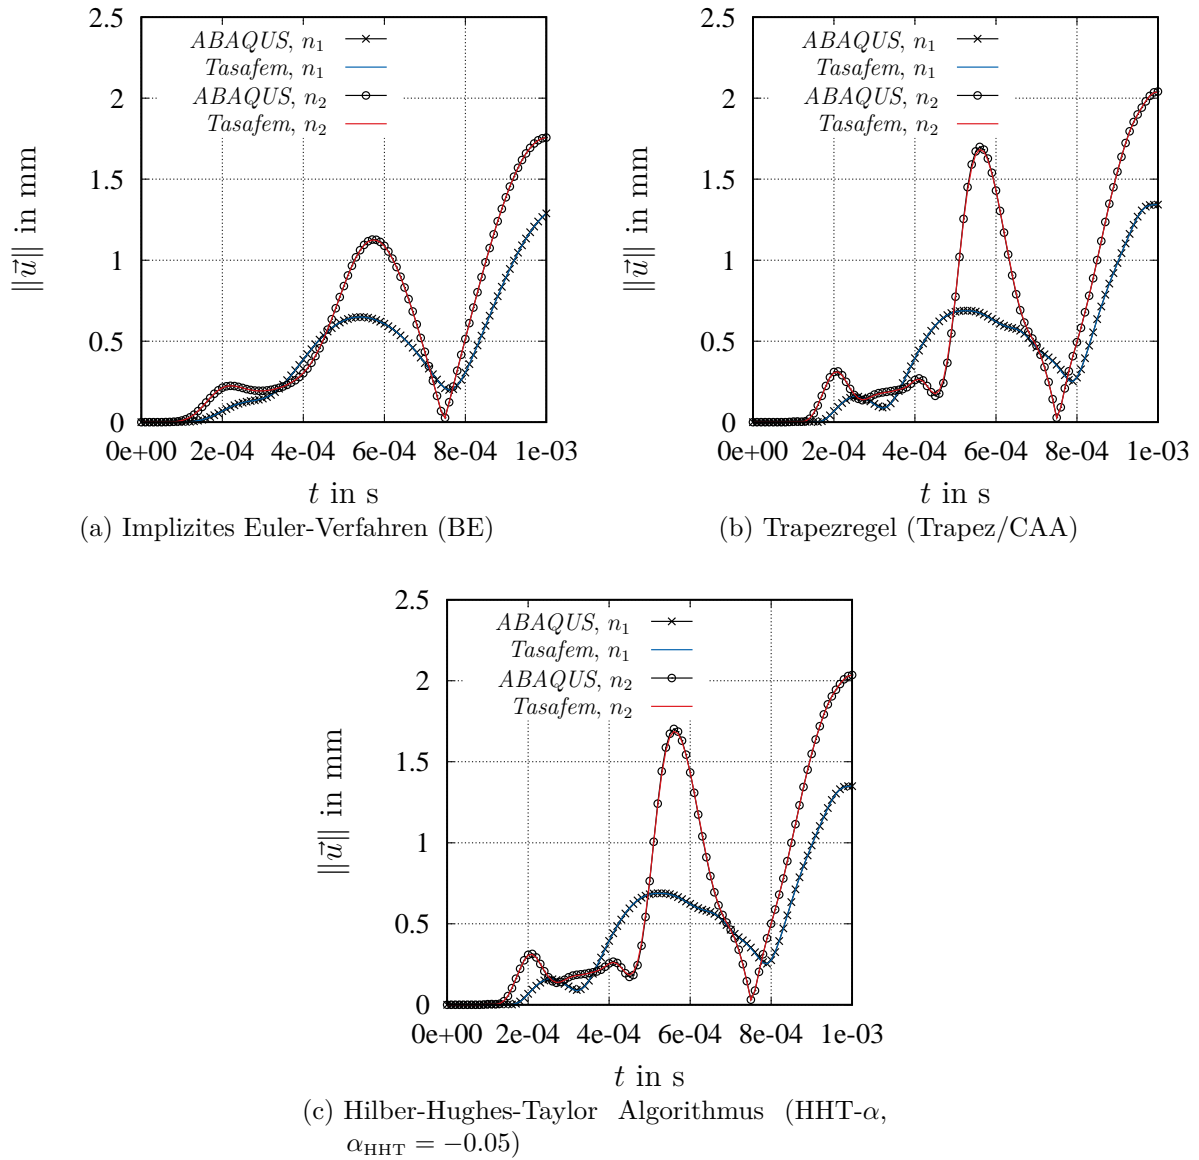 2.5
2
1.5
1
0.5
0
‖u⃗‖ in mm
ABAQUS, n₁
Tasafem, n₁
ABAQUS, n₂
Tasafem, n₂
0e+00 2e-04 4e-04 6e-04 8e-04 1e-03
t in s
(a) Implizites Euler-Verfahren (BE)
2.5
2
1.5
1
0.5
0
‖u⃗‖ in mm
ABAQUS, n₁
Tasafem, n₁
ABAQUS, n₂
Tasafem, n₂
0e+00 2e-04 4e-04 6e-04 8e-04 1e-03
t in s
(b) Trapezregel (Trapez/CAA)
2.5
2
1.5
1
0.5
0
‖u⃗‖ in mm
ABAQUS, n₁
Tasafem, n₁
ABAQUS, n₂
Tasafem, n₂
0e+00 2e-04 4e-04 6e-04 8e-04 1e-03
t in s
(c) Hilber-Hughes-Taylor Algorithmus (HHT-α,
α_HHT = −0.05)